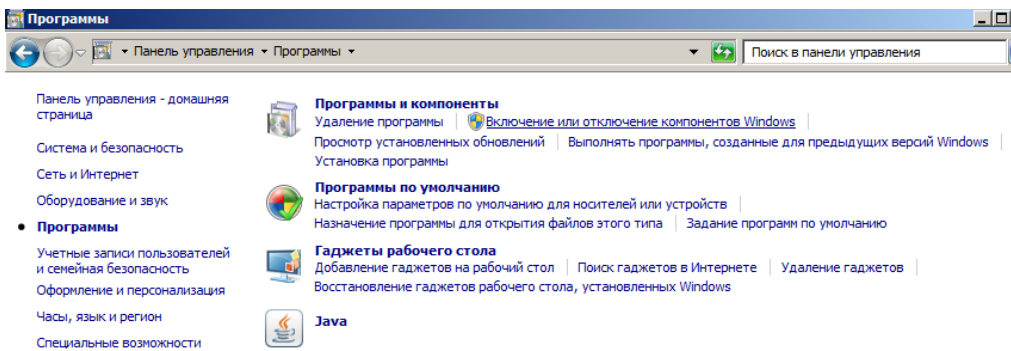 Программы
Панель управления Программы
Поиск в панели управления
Панель управления - домашняя
страница
Система и безопасность
Сеть и Интернет
Оборудование и звук
Программы
Учетные записи пользователей
и семейная безопасность
Оформление и персонализация
Часы, язык и регион
Специальные возможности
Программы и компоненты
Удаление программы Включение или отключение компонентов Windows
Просмотр установленных обновлений Выполнять программы, созданные для предыдущих версий Windows
Установка программы
Программы по умолчанию
Настройка параметров по умолчанию для носителей или устройств
Назначение программы для открытия файлов этого типа Задание программ по умолчанию
Гаджеты рабочего стола
Добавление гаджетов на рабочий стол Поиск гаджетов в Интернете Удаление гаджетов
Восстановление гаджетов рабочего стола, установленных Windows
Java